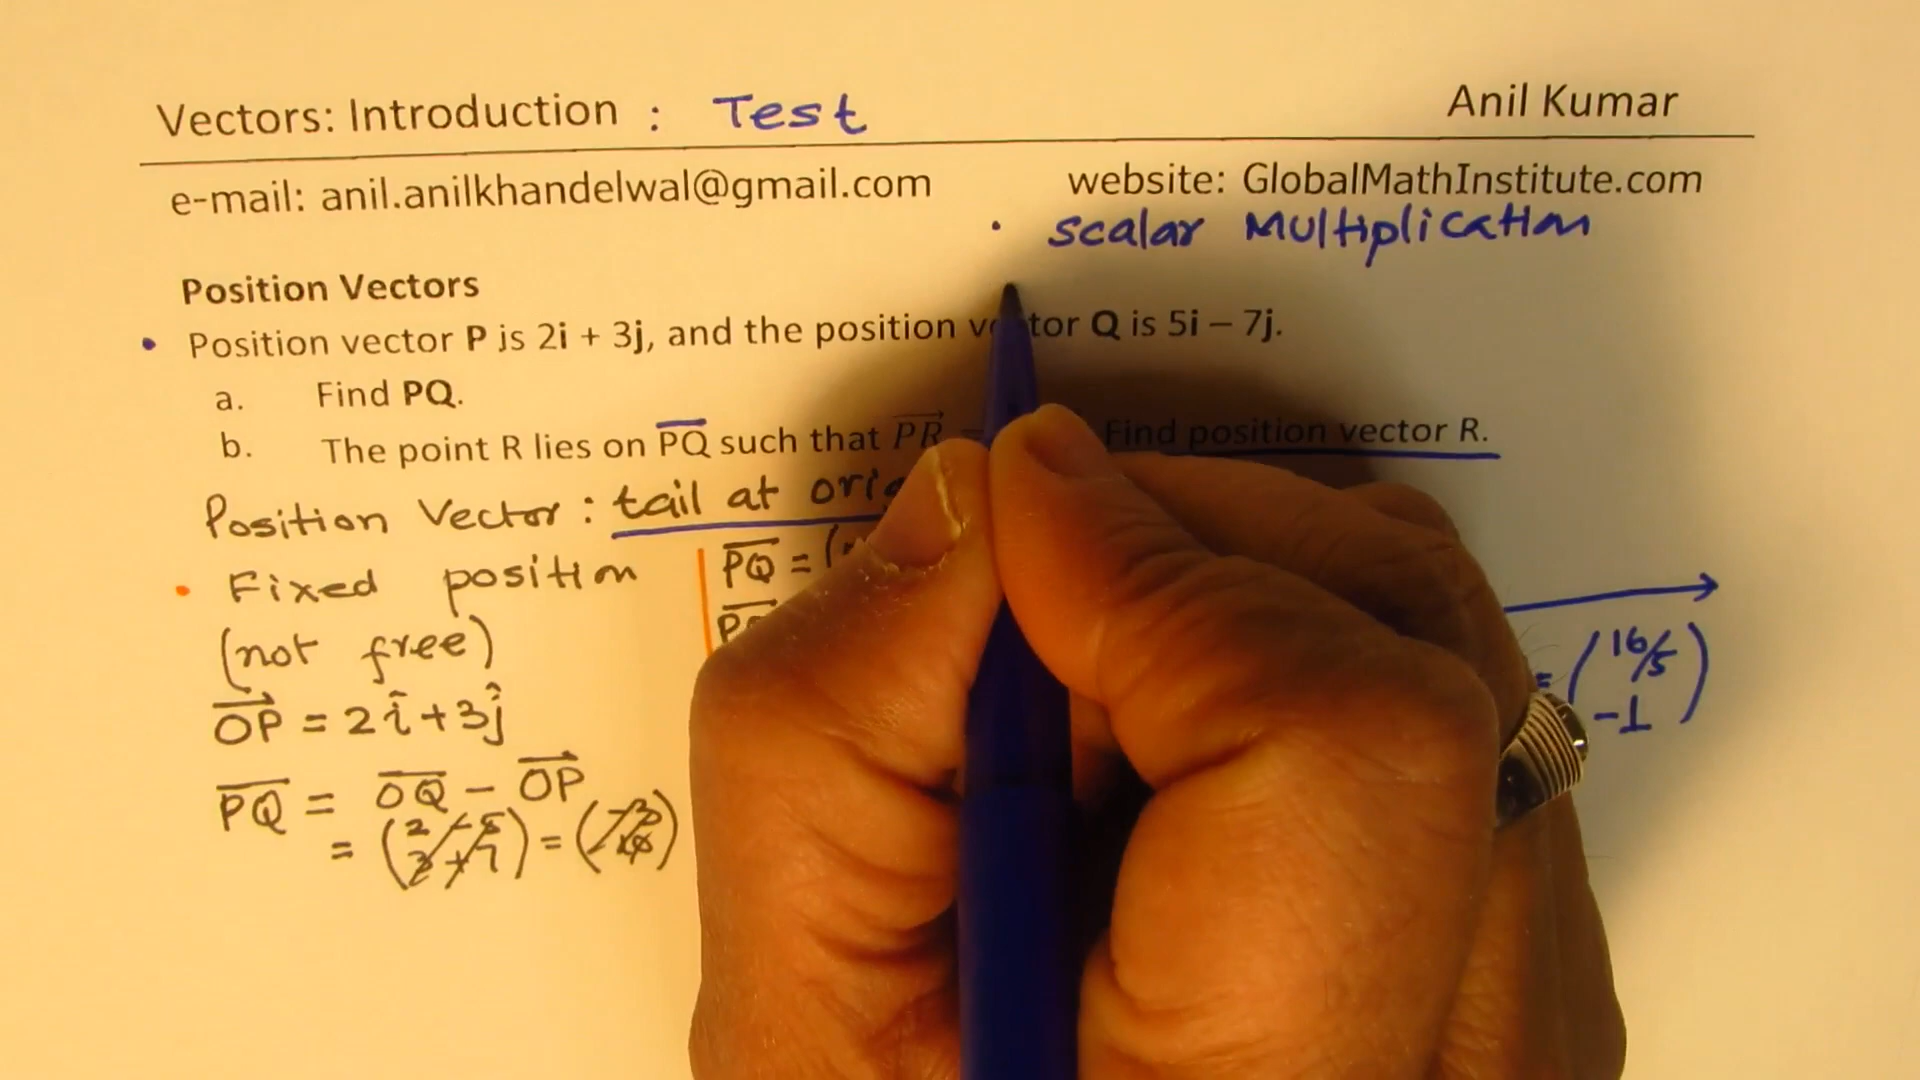 Vectors: Introduction : Test
Anil Kumar
e-mail: anil.anilkhandelwal@gmail.com
website: GlobalMathInstitute.com
• Scalar Multiplication
Position Vectors
• Position vector P is 2i + 3j, and the position vector Q is 5i – 7j.
a. Find PQ.
b. The point R lies on PQ such that PR Find position vector R.
Position Vector : tail at
• Fixed position
(not free)
OP = 2i + 3j
PQ = OQ - OP
PQ = (
= (16/5
-1)